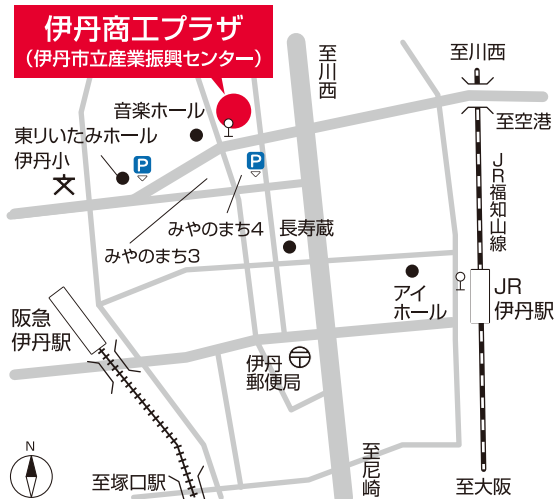 伊丹商工プラザ
（伊丹市立産業振興センター）
至川西
至川西
音楽ホール
至空港
東リいたみホール
伊丹小
P
P
JR福知山線
みやのまち4
長寿蔵
みやのまち3
アイ
ホール
JR
伊丹駅
阪急
伊丹駅
伊丹
郵便局
〒
N
至塚口駅
至尼崎
至大阪